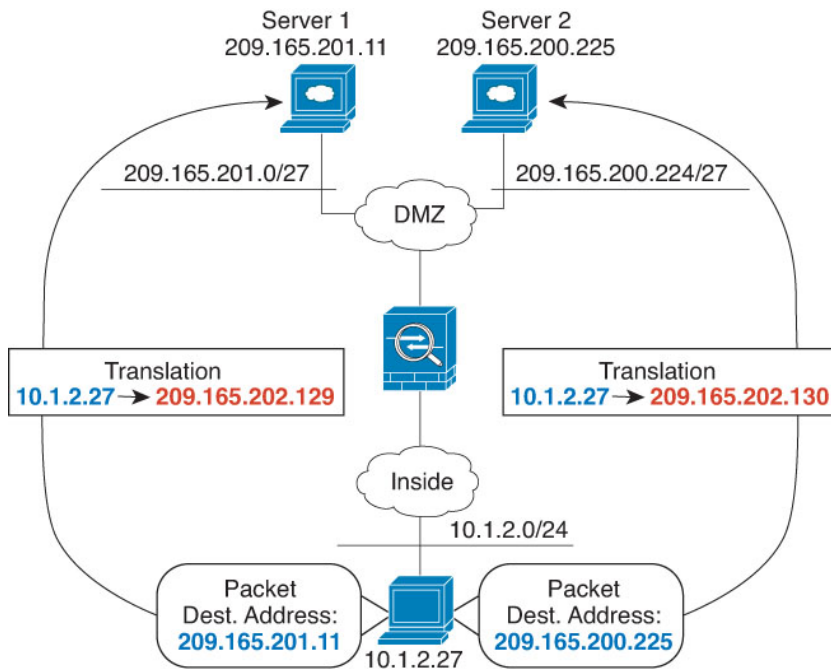 Server 1
209.165.201.11
Server 2
209.165.200.225
209.165.201.0/27
209.165.200.224/27
DMZ
Translation
10.1.2.27 → 209.165.202.129
Translation
10.1.2.27 → 209.165.202.130
Inside
10.1.2.0/24
Packet
Dest. Address:
209.165.201.11
Packet
Dest. Address:
209.165.200.225
10.1.2.27